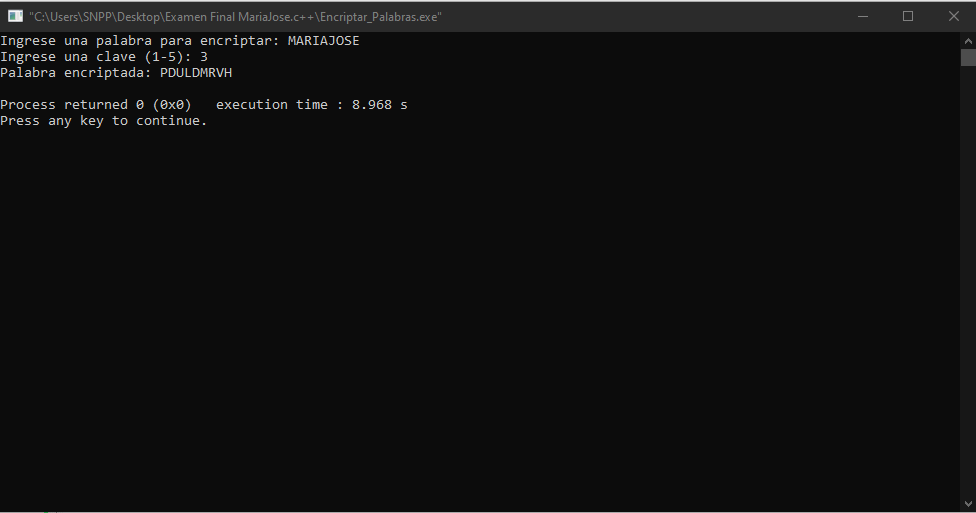 "C:\Users\SNPP\Desktop\Examen Final MariaJose.c++\Encriptar_Palabras.exe"
Ingrese una palabra para encriptar: MARIAJOSE
Ingrese una clave (1-5): 3
Palabra encriptada: PDULDMRVH
Process returned 0 (0x0)   execution time : 8.968 s
Press any key to continue.